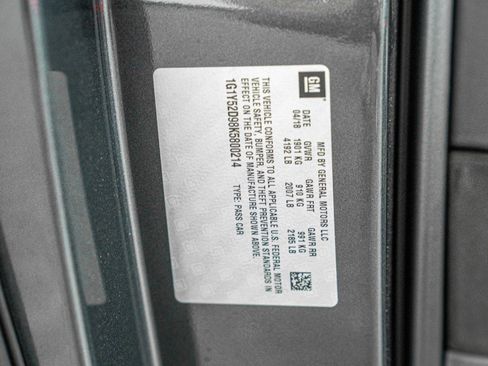 GM
MFD BY GENERAL MOTORS LLC
DATE GVWR GAWR FRT GAWR RR
04/18 1901 KG 910 KG 991 KG
4192 LB 2007 LB 2185 LB
THIS VEHICLE CONFORMS TO ALL APPLICABLE U.S. FEDERAL MOTOR
VEHICLE SAFETY, BUMPER, AND THEFT PREVENTION STANDARDS IN
EFFECT ON THE DATE OF MANUFACTURE SHOWN ABOVE.
1G1Y52D98K5800214 TYPE: PASS CAR